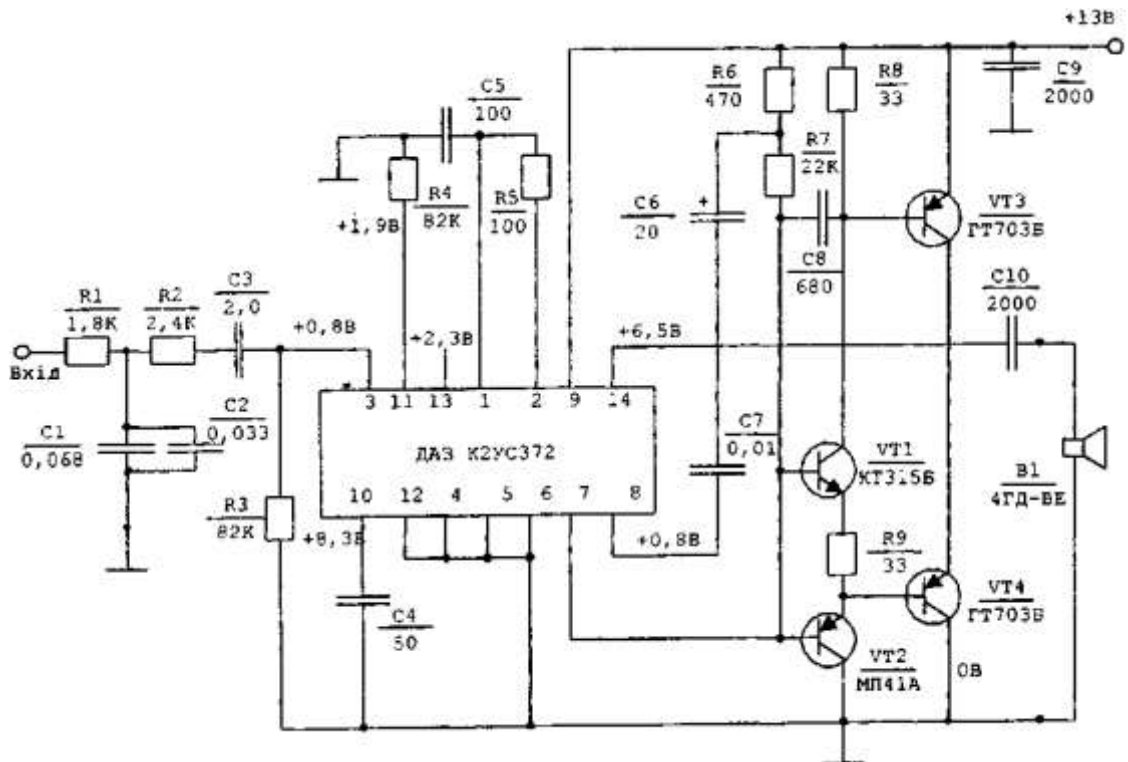 +13В
C5
100
R6
470
R8
33
C9
2000
R7
22К
R4
82К
R5
100
+1,9В
C6
20
+
VT3
ГТ703В
C8
680
C3
2,0
R1
1,8К
R2
2,4К
C10
2000
+0,8В
+2,3В
+6,5В
Вхід
3 11 13 1 2 9 14
C2
0,033
C1
0,068
C7
0,01
ДАЗ К2УС372
VT1
КТ315Б
B1
4ГД-ВЕ
10 12 4 5 6 7 8
R3
82К
+8,3В
+0,8В
R9
33
VT4
ГТ703В
C4
50
VT2
МП41А
0В